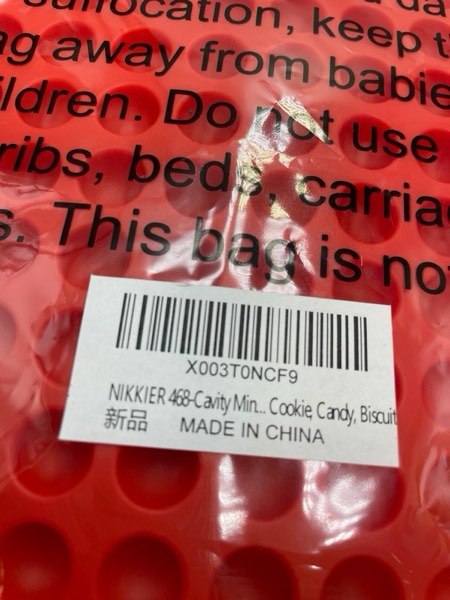 suffocation, keep
ag away from babie
ildren. Do not use
ribs, beds, carria
s. This bag is no
X003T0NCF9
NIKKIER 468-Cavity Min... Cookie, Candy, Biscuit
新品 MADE IN CHINA